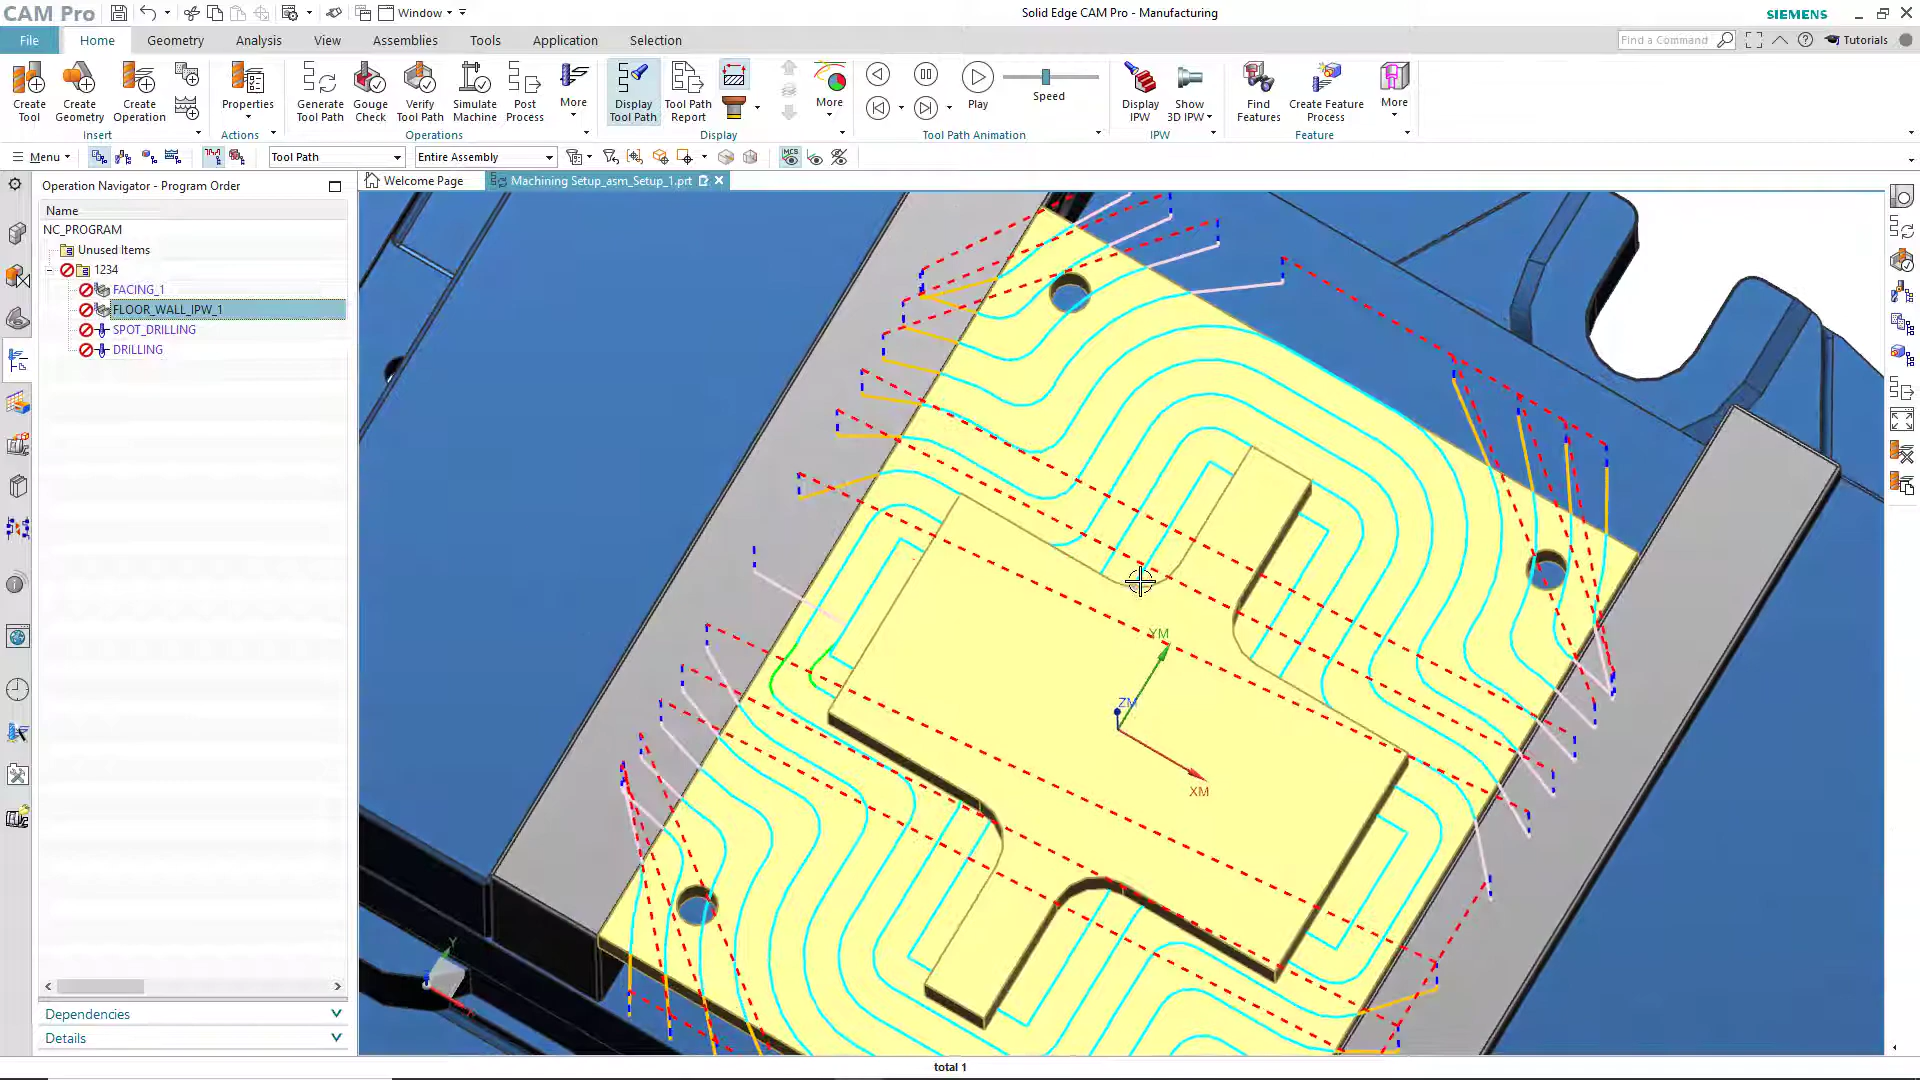 CAM Pro
Window
Solid Edge CAM Pro - Manufacturing
SIEMENS
File
Home
Geometry
Analysis
View
Assemblies
Tools
Application
Selection
Find a Command
Tutorials
Create Tool
Create Geometry
Create Operation
Properties
Generate Tool Path
Gouge Check
Verify Tool Path
Simulate Machine
Post Process
More
Display Tool Path
Tool Path Report
More
Play
Speed
Display IPW
Show 3D IPW
Find Features
Create Feature Process
More
Insert
Actions
Operations
Display
Tool Path Animation
IPW
Feature
Menu
Tool Path
Entire Assembly
MCS
Operation Navigator - Program Order
Welcome Page
Machining Setup_asm_Setup_1.prt
Name
NC_PROGRAM
Unused Items
1234
FACING_1
FLOOR_WALL_IPW_1
SPOT_DRILLING
DRILLING
YM
ZM
XM
Y
Dependencies
Details
total 1